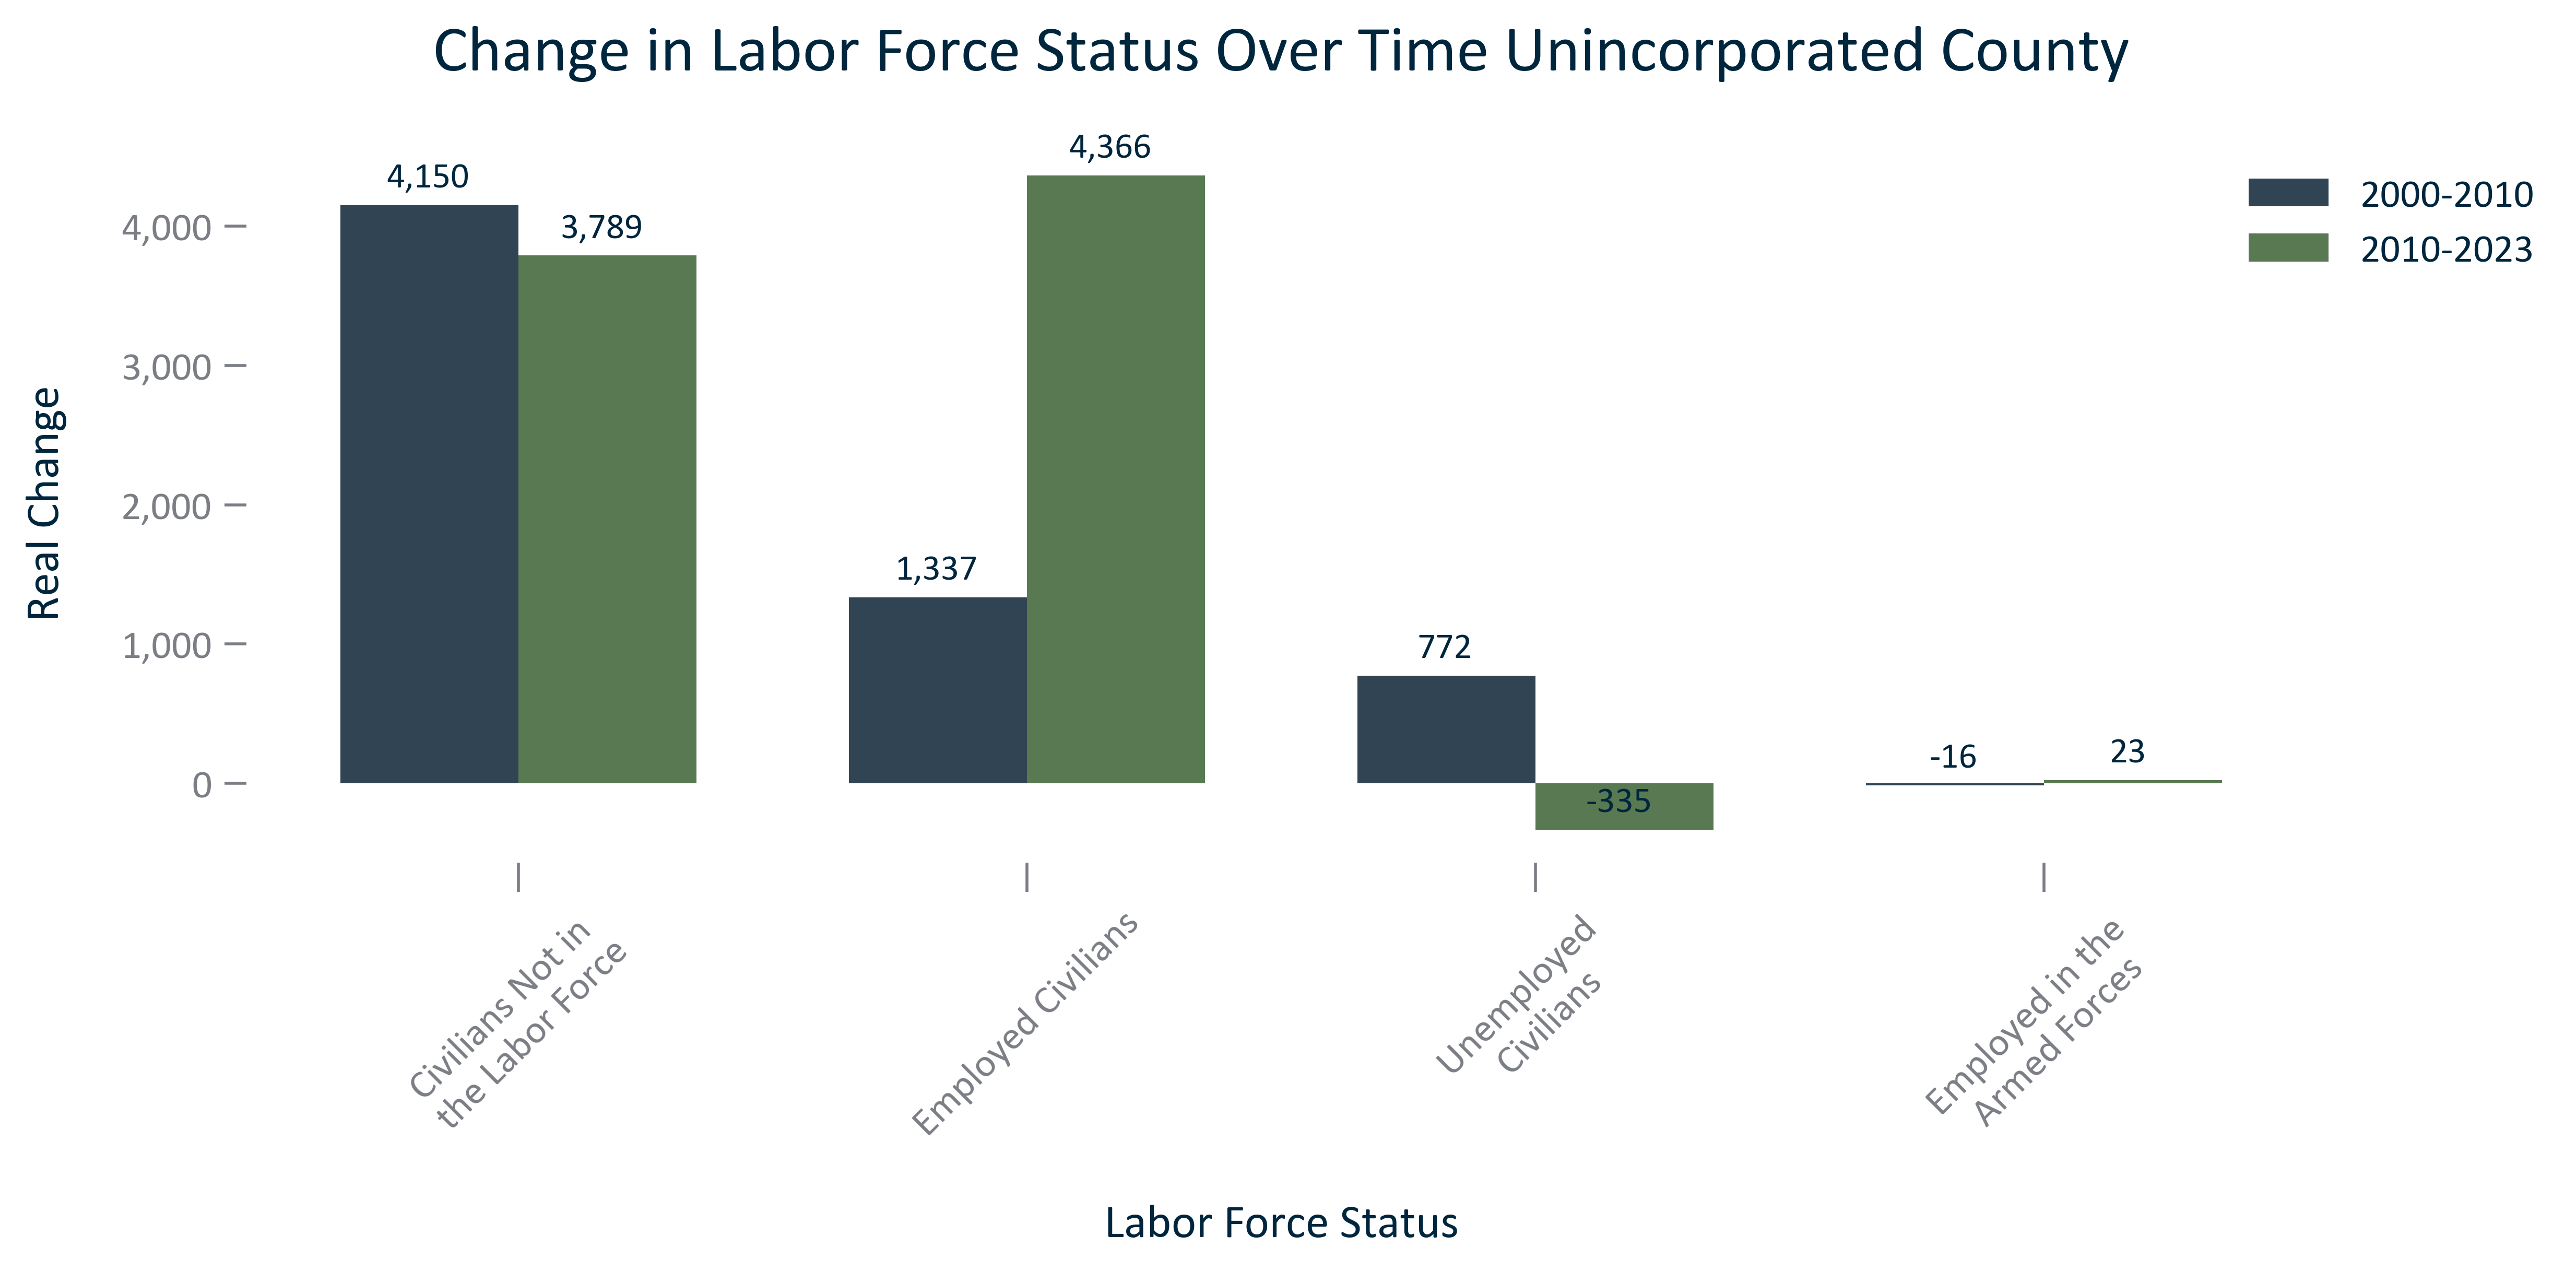 Change in Labor Force Status Over Time Unincorporated County
4,366
4,150
3,789
1,337
772
-335
-16
23
2000-2010
2010-2023
4,000
3,000
2,000
1,000
0
Real Change
Civilians Not in
the Labor Force
Employed Civilians
Unemployed
Civilians
Employed in the
Armed Forces
Labor Force Status